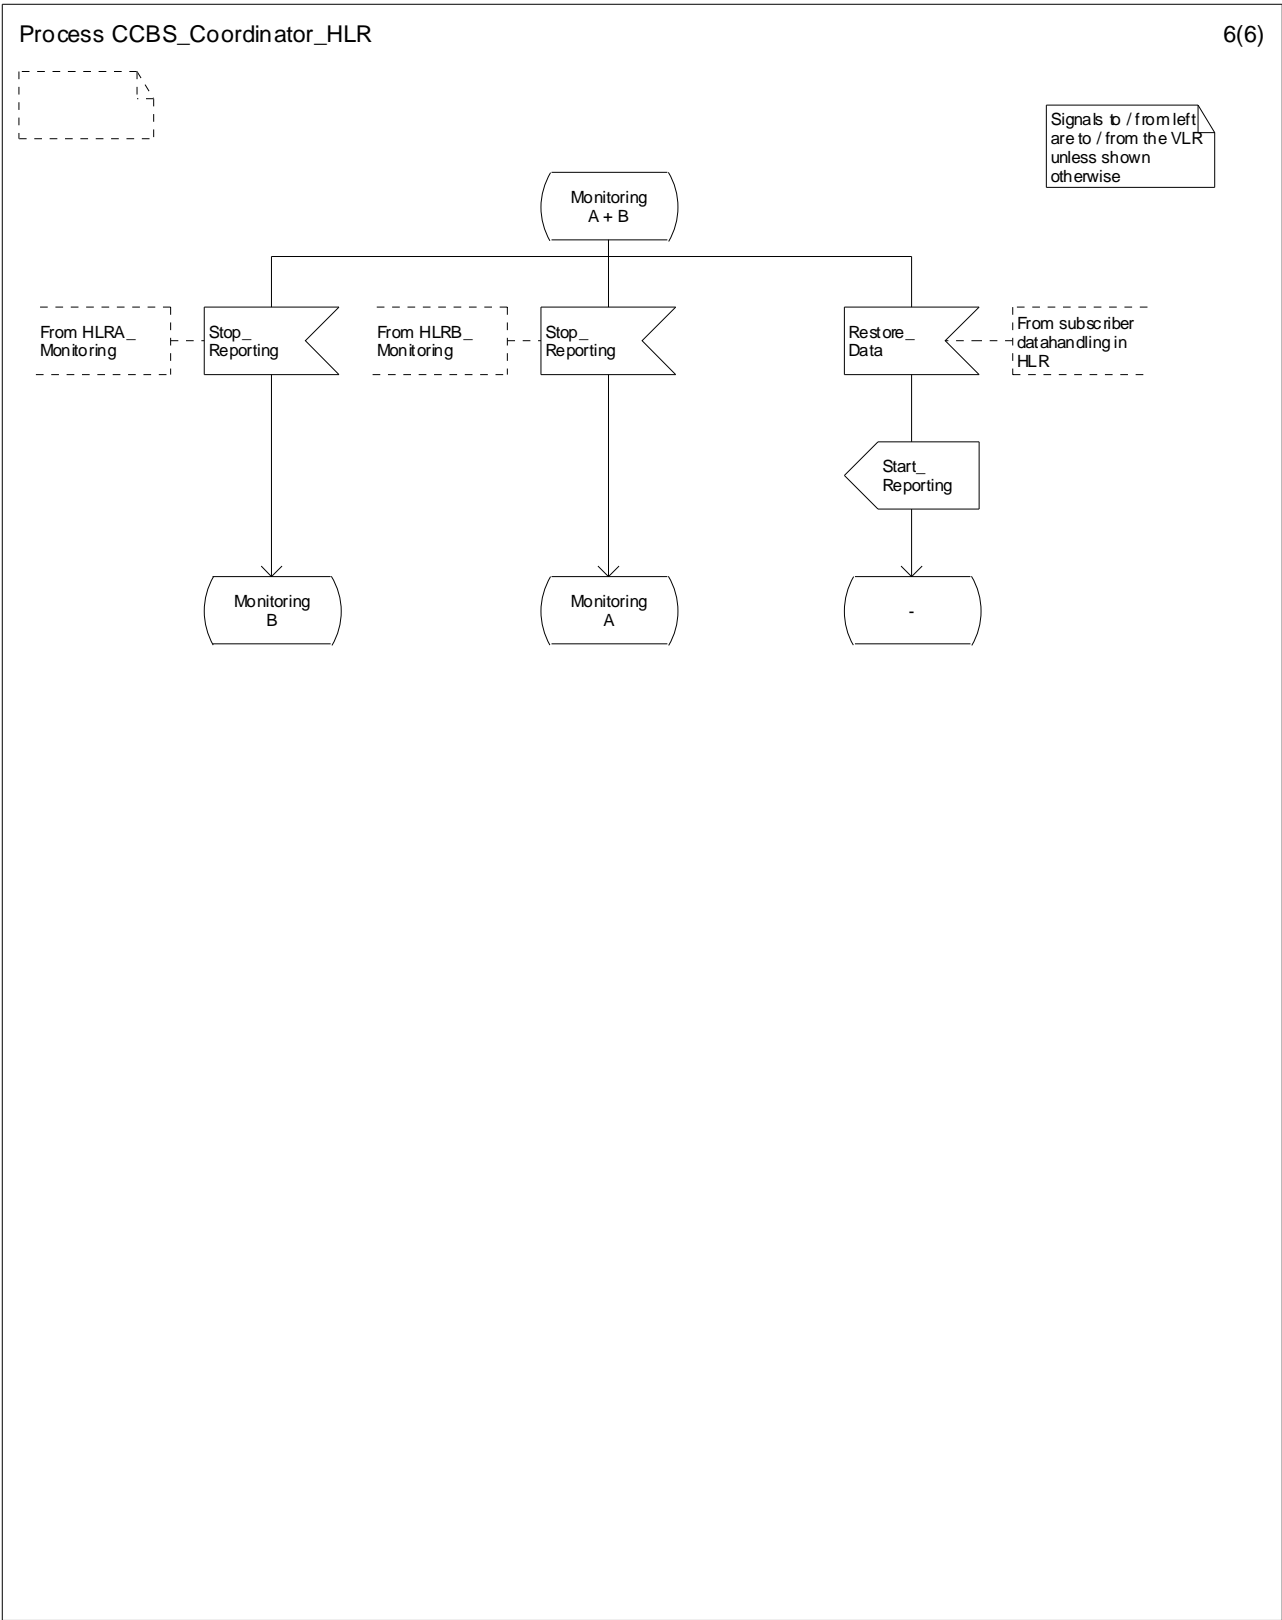 Process CCBS_Coordinator_HLR
6(6)
Signals to / from left
are to / from the VLR
unless shown
otherwise
Monitoring
A + B
From HLRA_
Monitoring
Stop_
Reporting
From HLRB_
Monitoring
Stop_
Reporting
Restore_
Data
From subscriber
datahandling in
HLR
Start_
Reporting
Monitoring
B
Monitoring
A
-